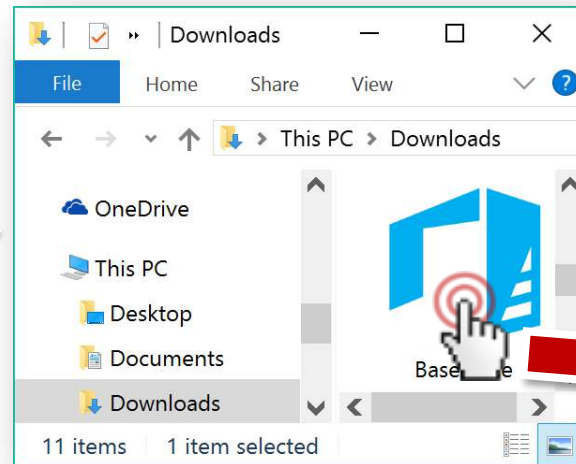 Downloads
File Home Share View ?
This PC > Downloads
OneDrive
This PC
Desktop
Documents
Downloads
11 items 1 item selected